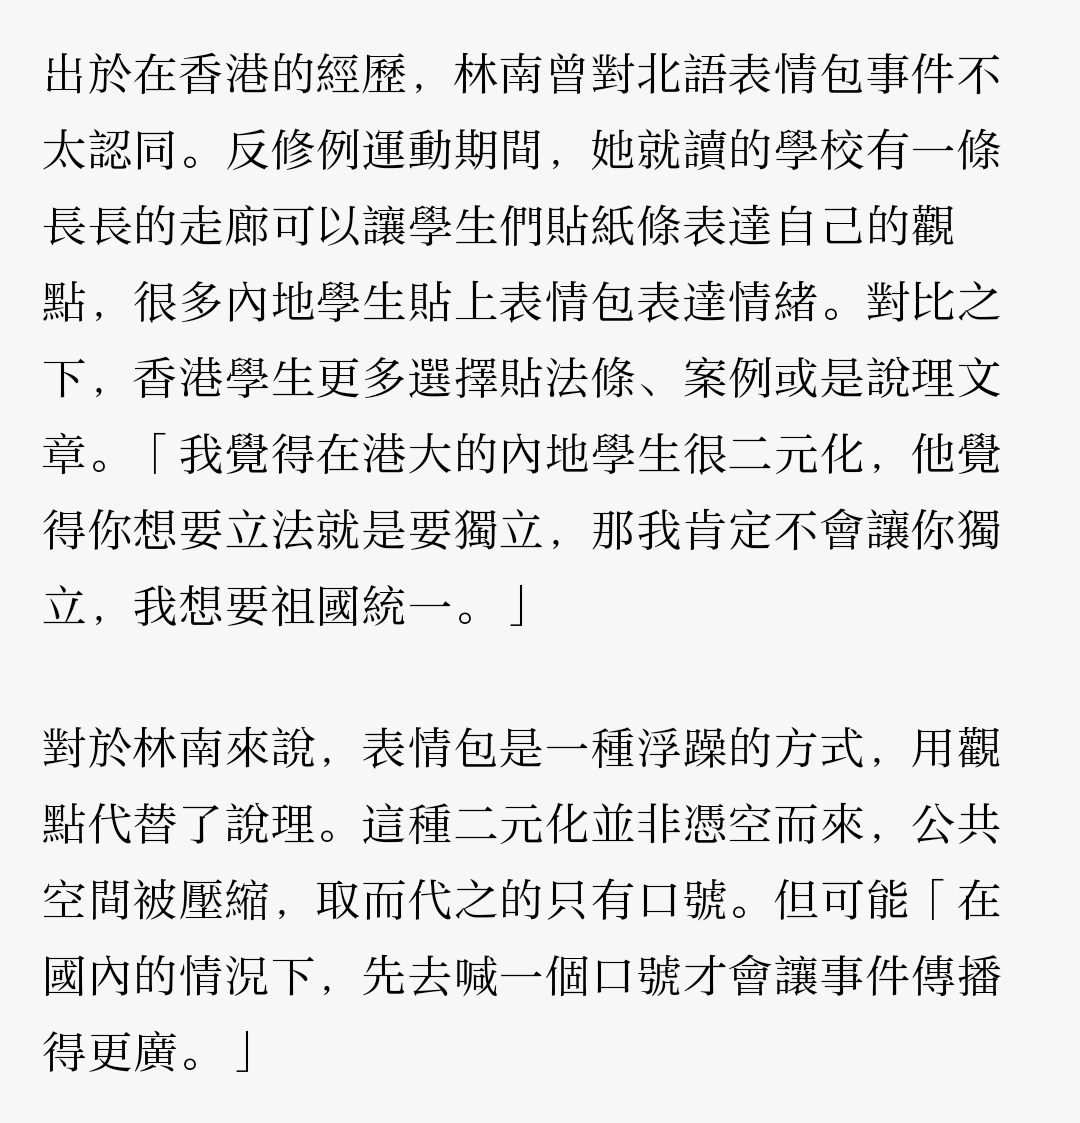 出於在香港的經歷，林南曾對北語表情包事件不
太認同。反修例運動期間，她就讀的學校有一條
長長的走廊可以讓學生們貼紙條表達自己的觀
點，很多內地學生貼上表情包表達情緒。對比之
下，香港學生更多選擇貼法條、案例或是說理文
章。「我覺得在港大的內地學生很二元化，他覺
得你想要立法就是要獨立，那我肯定不會讓你獨
立，我想要祖國統一。」
對於林南來說，表情包是一種浮躁的方式，用觀
點代替了說理。這種二元化並非憑空而來，公共
空間被壓縮，取而代之的只有口號。但可能「在
國內的情況下，先去喊一個口號才會讓事件傳播
得更廣。」